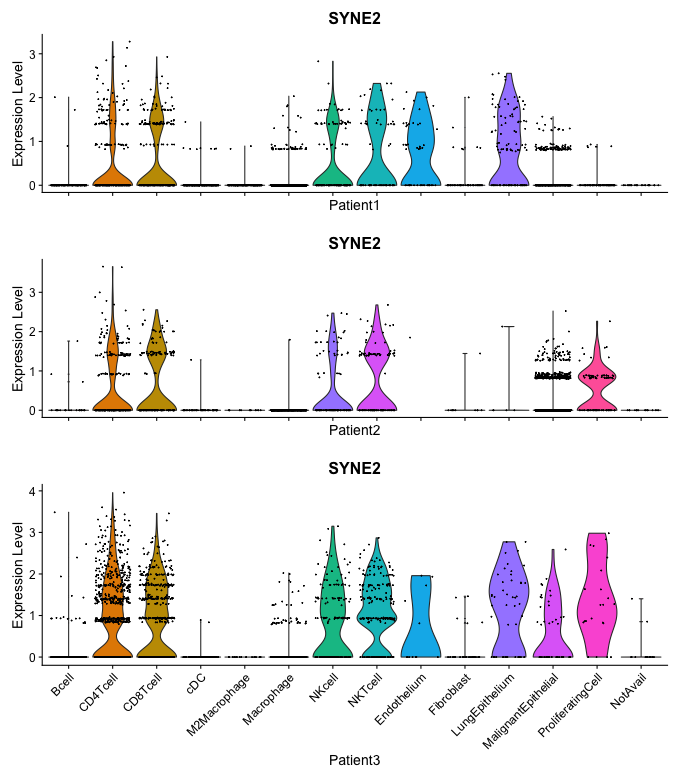 SYNE2
Expression Level
3
2
1
0
Patient1
SYNE2
Expression Level
3
2
1
0
Patient2
SYNE2
Expression Level
4
3
2
1
0
Bcell
CD4Tcell
CD8Tcell
cDC
M2Macrophage
Macrophage
NKcell
NKTcell
Endothelium
Fibroblast
LungEpithelium
MalignantEpithelial
ProliferatingCell
NotAvail
Patient3